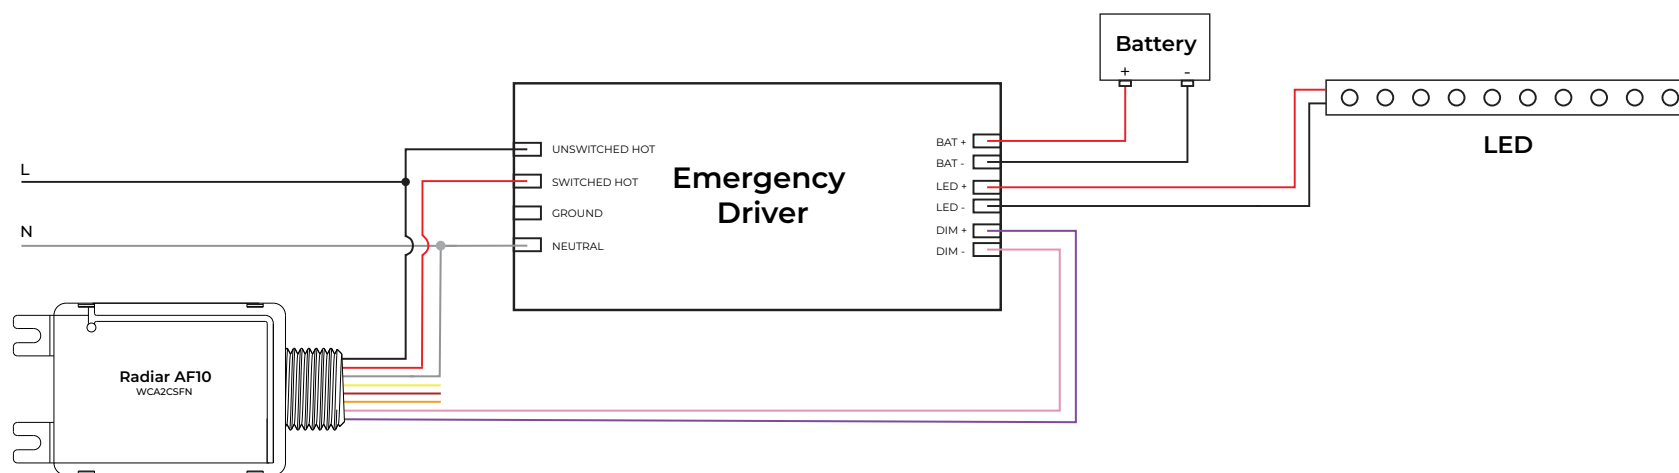 Battery
+ -
L
N
UNSWITCHED HOT
SWITCHED HOT
GROUND
NEUTRAL
Emergency
Driver
BAT +
BAT -
LED +
LED -
DIM +
DIM -
LED
Radiar AF10
WCA2CSFN